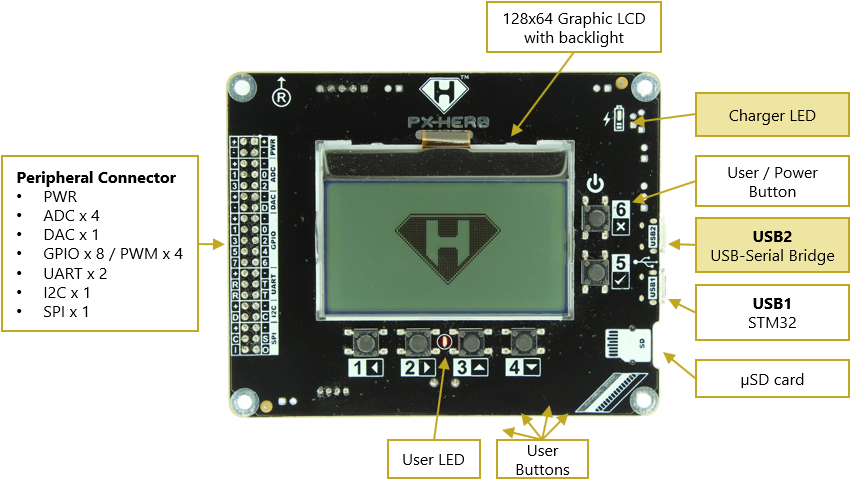 128x64 Graphic LCD
with backlight
H
™
PX-HER0
R
Charger LED
Peripheral Connector
• PWR
• ADC x 4
• DAC x 1
• GPIO x 8 / PWM x 4
• UART x 2
• I2C x 1
• SPI x 1
PWR
ADC
DAC
GPIO
UART
I2C
SPI
User / Power
Button
6
USB2
USB2
USB-Serial Bridge
5
USB1
USB1
STM32
H
SD
µSD card
1
2
3
4
User LED
User
Buttons